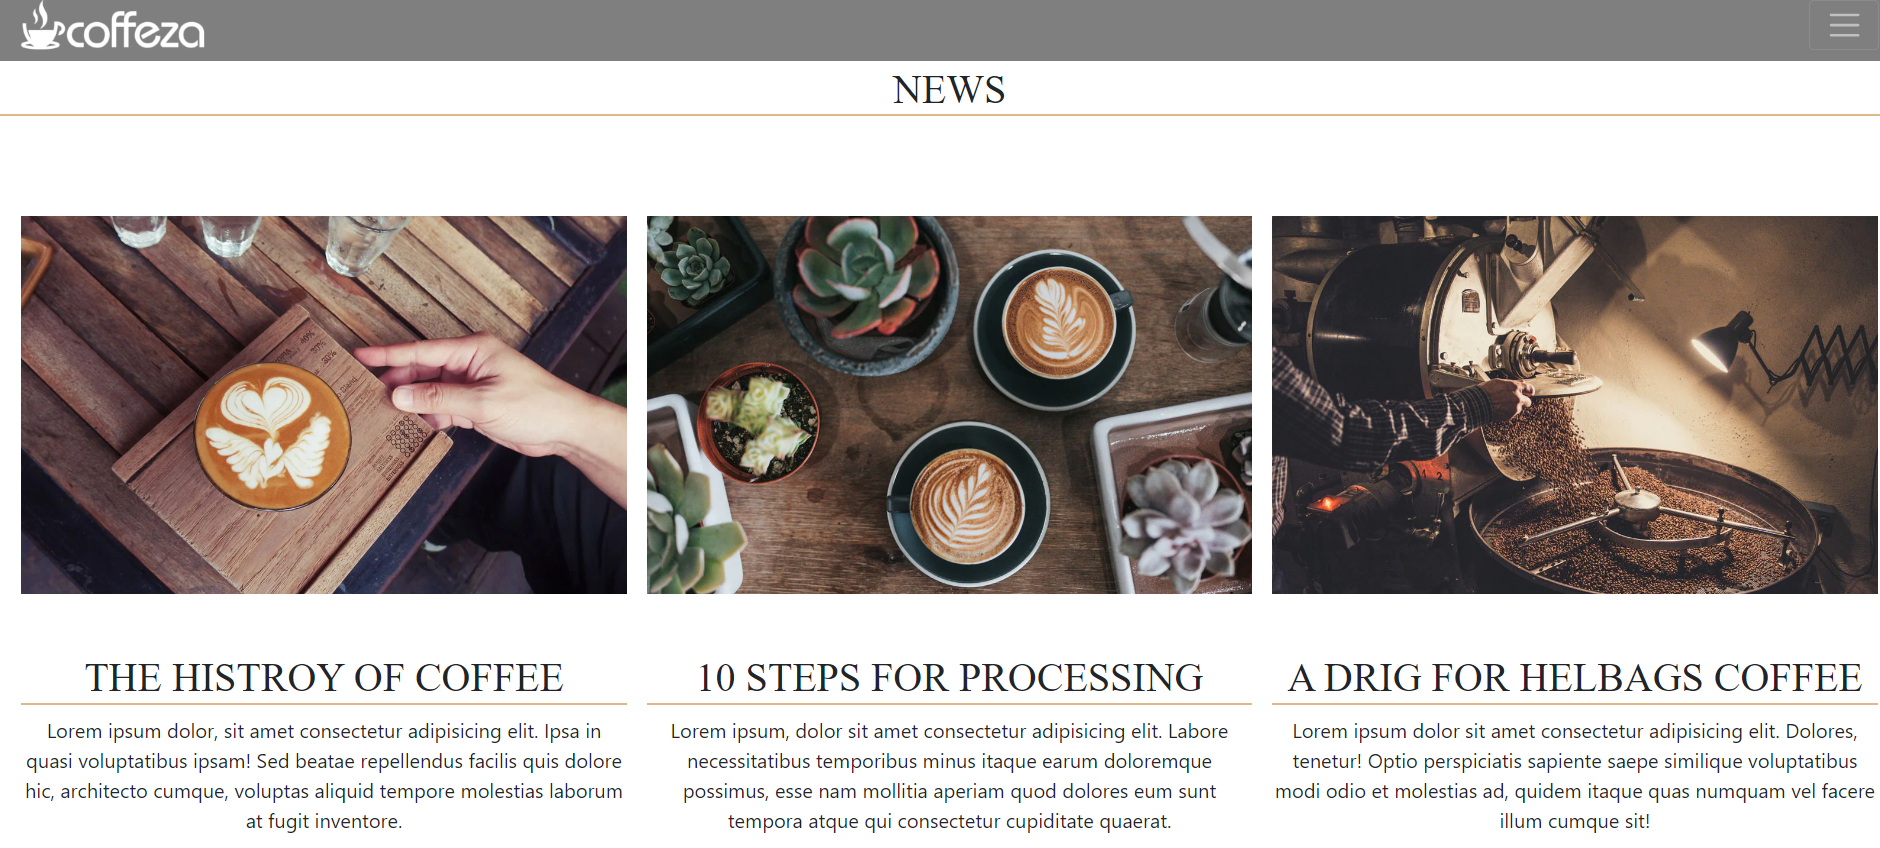 coffeza
NEWS
THE HISTROY OF COFFEE
Lorem ipsum dolor, sit amet consectetur adipisicing elit. Ipsa in
quasi voluptatibus ipsam! Sed beatae repellendus facilis quis dolore
hic, architecto cumque, voluptas aliquid tempore molestias laborum
at fugit inventore.
10 STEPS FOR PROCESSING
Lorem ipsum, dolor sit amet consectetur adipisicing elit. Labore
necessitatibus temporibus minus itaque earum doloremque
possimus, esse nam mollitia aperiam quod dolores eum sunt
tempora atque qui consectetur cupiditate quaerat.
A DRIG FOR HELBAGS COFFEE
Lorem ipsum dolor sit amet consectetur adipisicing elit. Dolores,
tenetur! Optio perspiciatis sapiente saepe similique voluptatibus
modi odio et molestias ad, quidem itaque quas numquam vel facere
illum cumque sit!